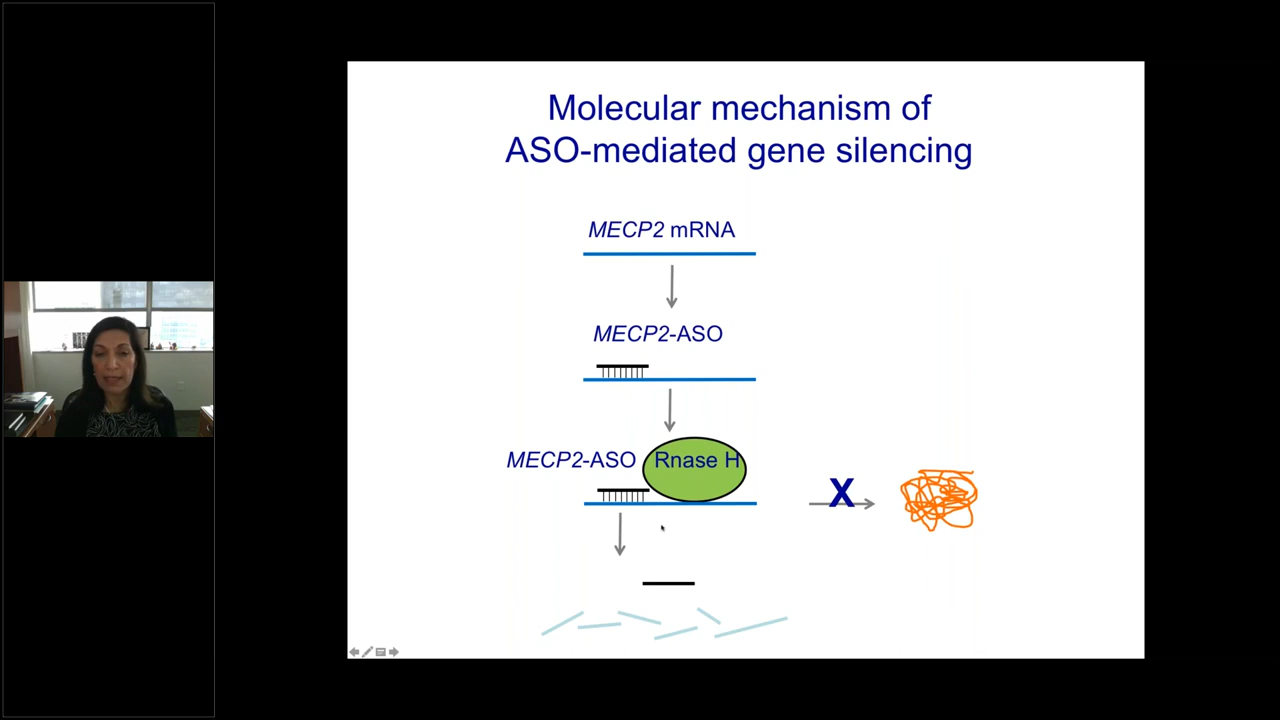 Molecular mechanism of
ASO-mediated gene silencing
MECP2 mRNA
MECP2-ASO
MECP2-ASO Rnase H
X